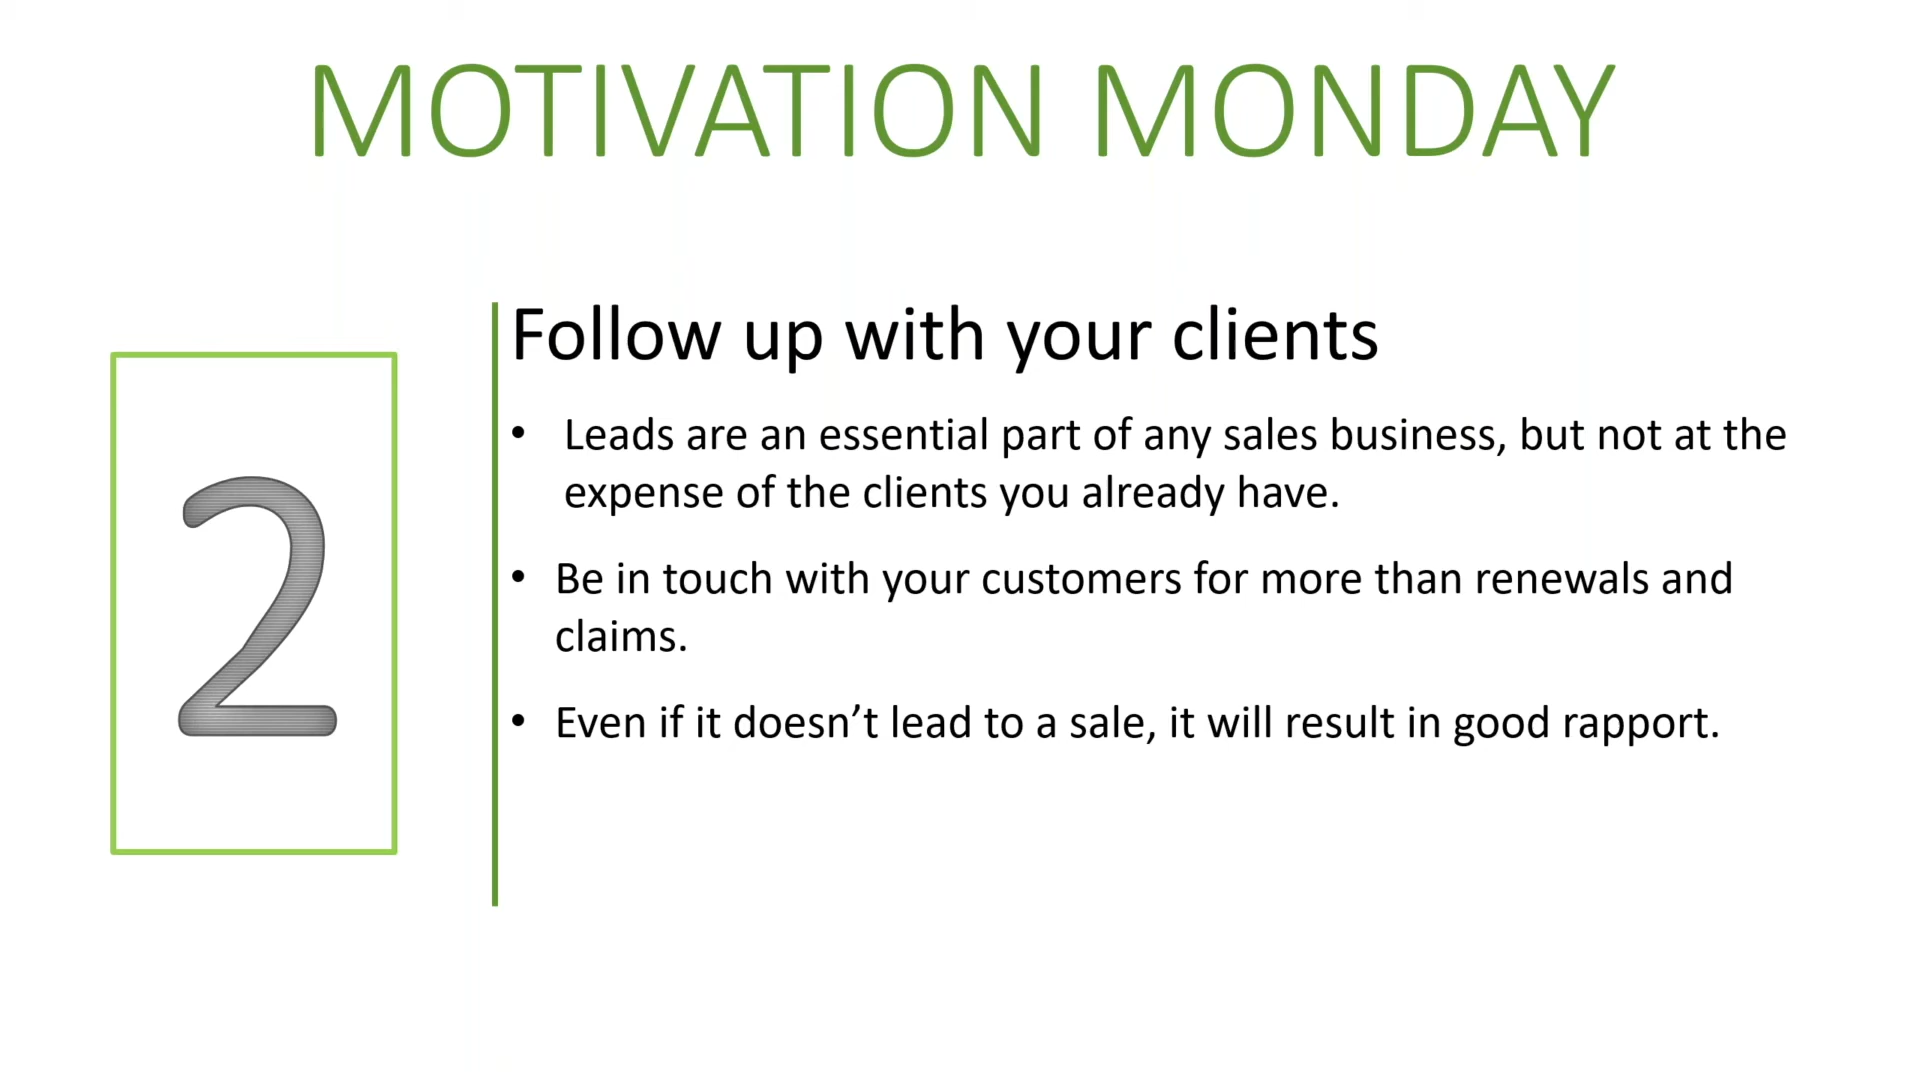 MOTIVATION MONDAY
2
Follow up with your clients
• Leads are an essential part of any sales business, but not at the
expense of the clients you already have.
• Be in touch with your customers for more than renewals and
claims.
• Even if it doesn’t lead to a sale, it will result in good rapport.